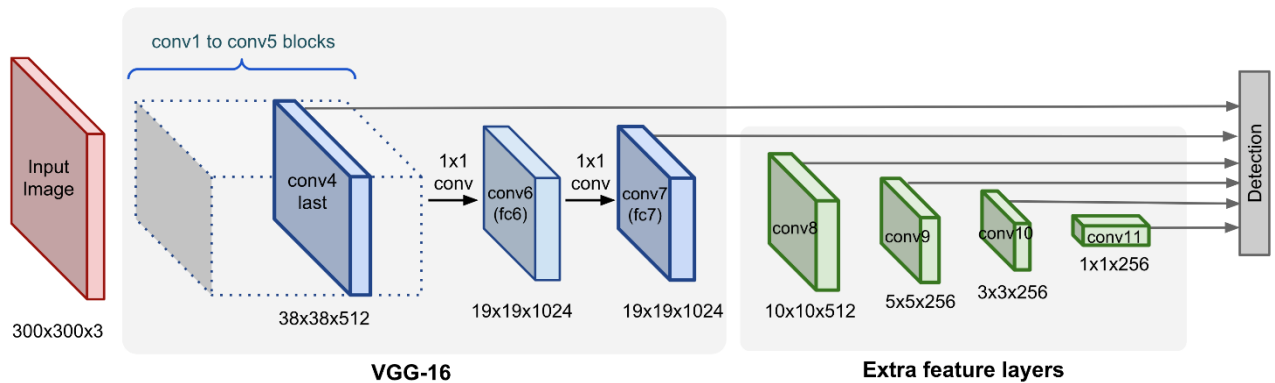 conv1 to conv5 blocks
Input
Image
300x300x3
conv4
last
38x38x512
1x1
conv
conv6
(fc6)
19x19x1024
1x1
conv
conv7
(fc7)
19x19x1024
VGG-16
conv8
10x10x512
conv9
5x5x256
conv10
3x3x256
conv11
1x1x256
Extra feature layers
Detection